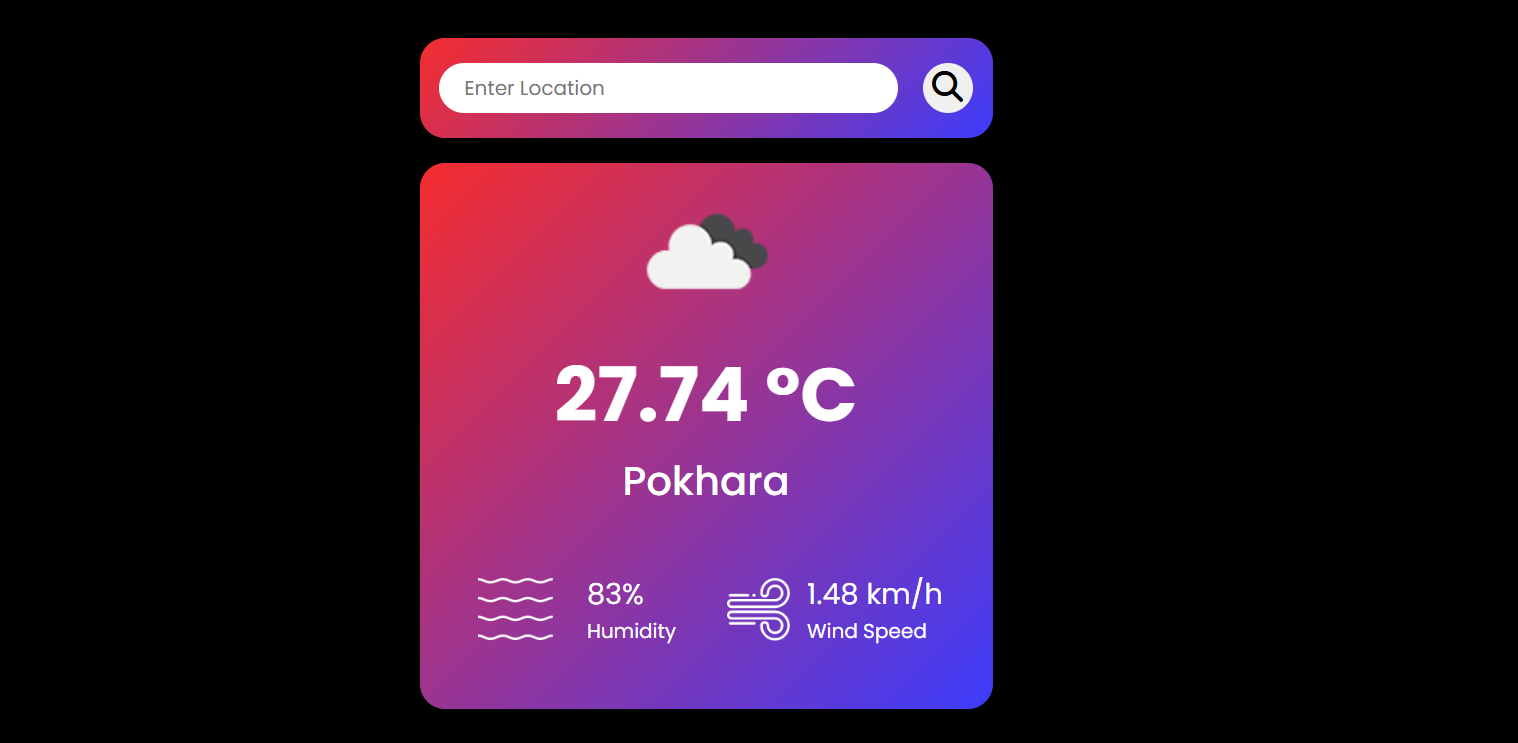 Enter Location
27.74 °C
Pokhara
83%
Humidity
1.48 km/h
Wind Speed